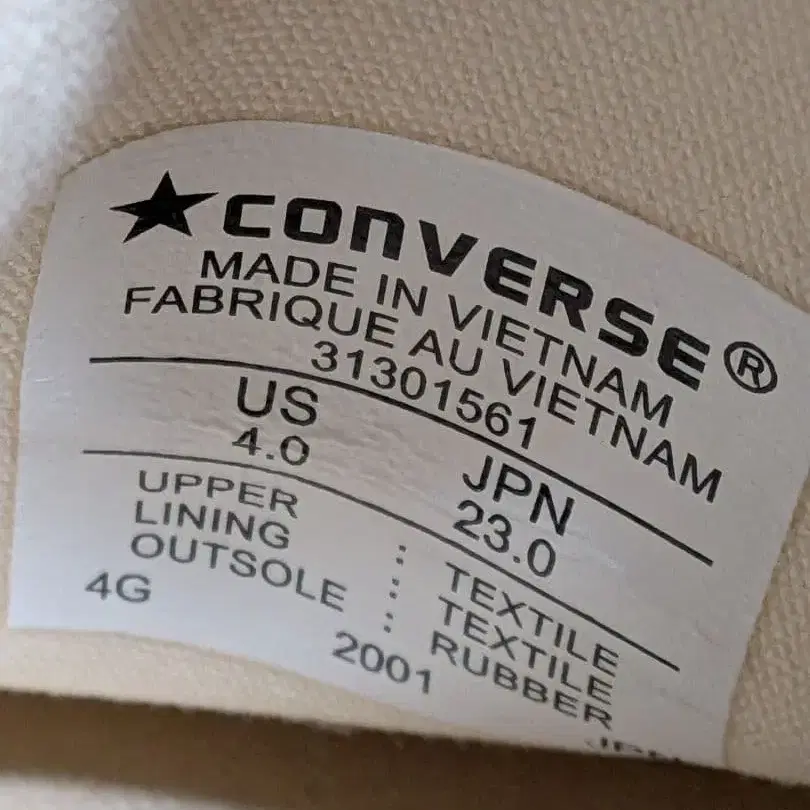 ★CONVERSE®
MADE IN VIETNAM
FABRIQUE AU VIETNAM
31301561
US JPN
4.0 23.0
UPPER : TEXTILE
LINING : TEXTILE
OUTSOLE : RUBBER
4G 2001